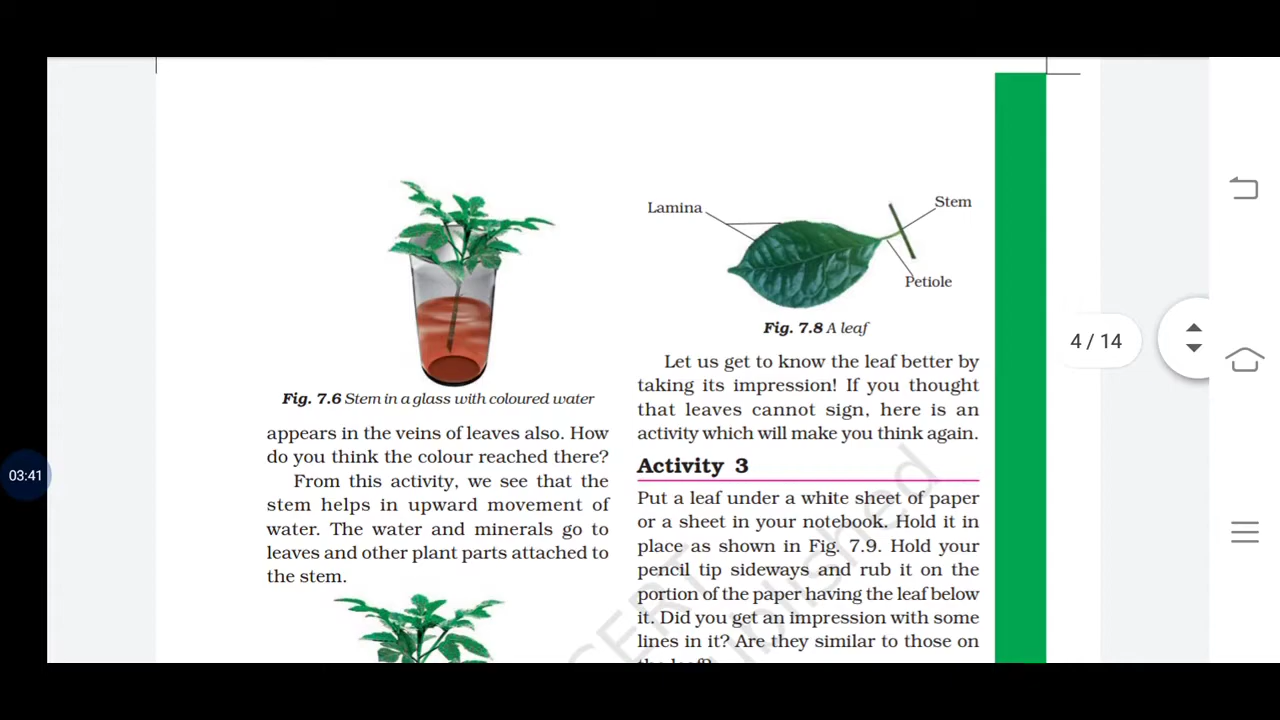 Fig. 7.6 Stem in a glass with coloured water
appears in the veins of leaves also. How
do you think the colour reached there?
From this activity, we see that the
stem helps in upward movement of
water. The water and minerals go to
leaves and other plant parts attached to
the stem.
Lamina
Stem
Petiole
Fig. 7.8 A leaf
Let us get to know the leaf better by
taking its impression! If you thought
that leaves cannot sign, here is an
activity which will make you think again.
Activity 3
Put a leaf under a white sheet of paper
or a sheet in your notebook. Hold it in
place as shown in Fig. 7.9. Hold your
pencil tip sideways and rub it on the
portion of the paper having the leaf below
it. Did you get an impression with some
lines in it? Are they similar to those on
4 / 14
03:41